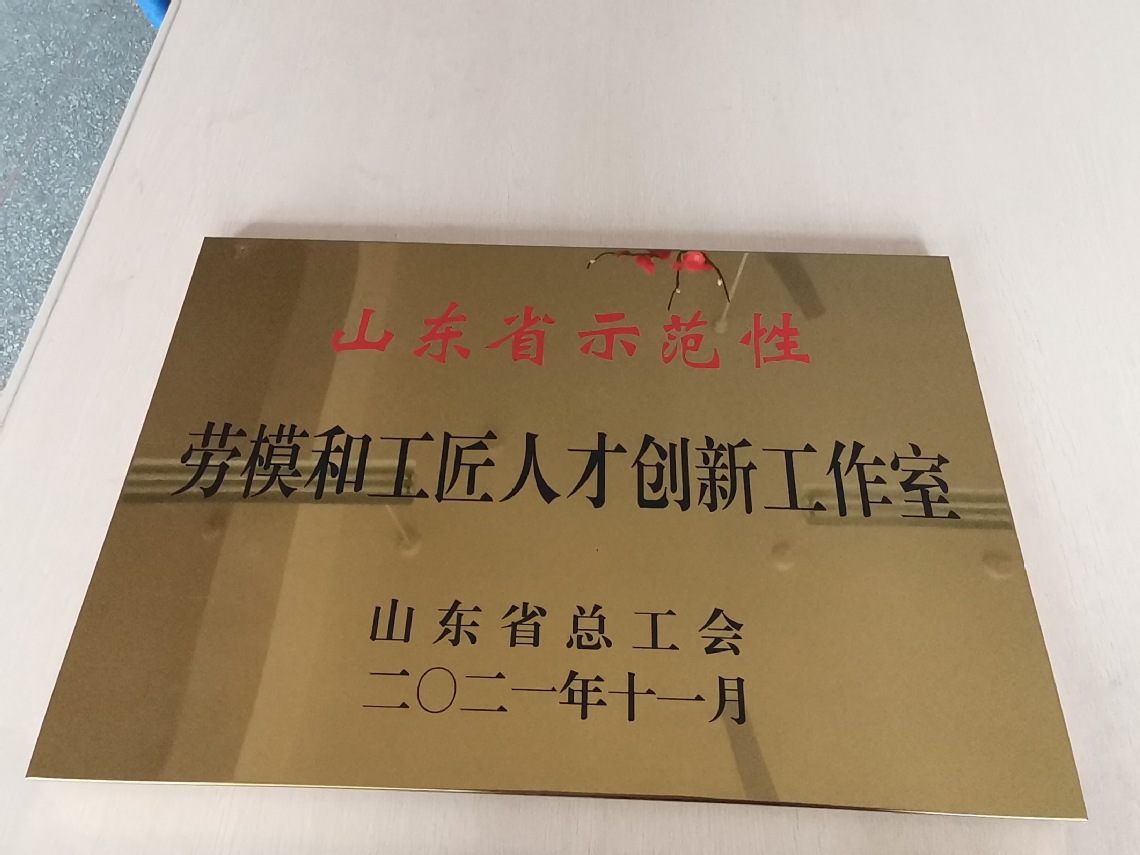 山东省示范性
劳模和工匠人才创新工作室
山东省总工会
二〇二一年十一月